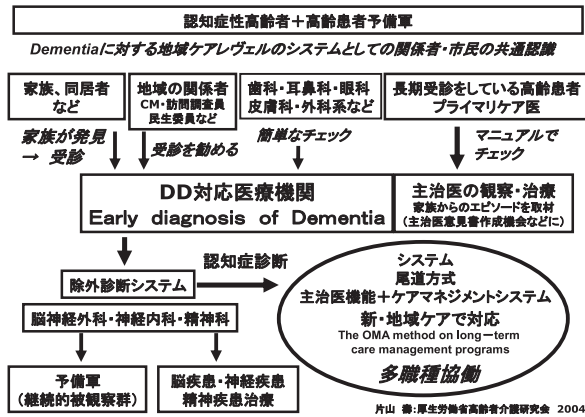 認知症性高齢者＋高齢患者予備軍
Dementiaに対する地域ケアレヴェルのシステムとしての関係者・市民の共通認識
家族、同居者
など
地域の関係者
CM・訪問調査員
民生委員など
歯科・耳鼻科・眼科
皮膚科・外科系など
長期受診をしている高齢患者
プライマリケア医
家族が発見
→ 受診
受診を勧める
簡単なチェック
マニュアルで
チェック
DD対応医療機関
Early diagnosis of Dementia
主治医の観察・治療
家族からのエピソードを取材
(主治医意見書作成機会などに)
除外診断システム
認知症診断
脳神経外科・神経内科・精神科
予備軍
(継続的被観察群)
脳疾患・神経疾患
精神疾患治療
システム
尾道方式
主治医機能＋ケアマネジメントシステム
新・地域ケアで対応
The OMA method on long－term
care management programs
多職種協働
片山 壽:厚生労働省高齢者介護研究会 2004